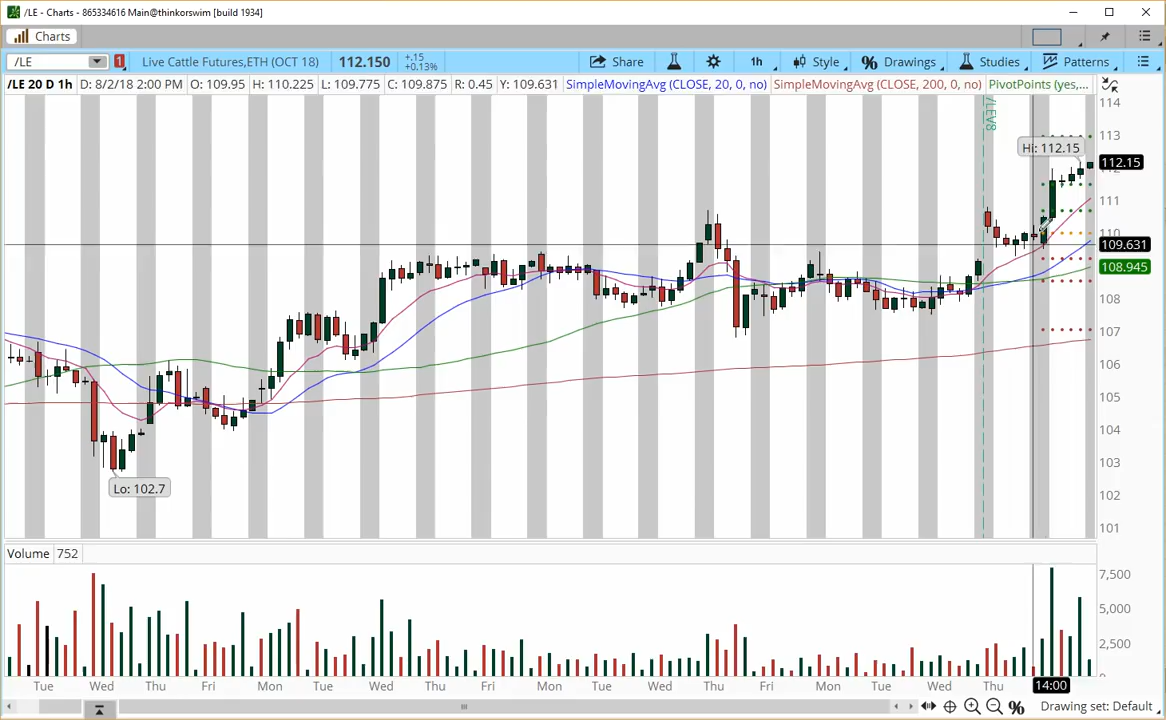 /LE - Charts - 865334616 Main@thinkorswim [build 1934]
Charts
/LE 1 Live Cattle Futures,ETH (OCT 18) 112.150 +.15 +0.13% Share 1h Style Drawings Studies Patterns
/LE 20 D 1h D: 8/2/18 2:00 PM O: 109.95 H: 110.225 L: 109.775 C: 109.875 R: 0.45 Y: 109.631 SimpleMovingAvg (CLOSE, 20, 0, no) SimpleMovingAvg (CLOSE, 200, 0, no) PivotPoints (yes,...
/LEV8
114
113
Hi: 112.15
112.15
111
110
109.631
108.945
108
107
106
105
104
103
Lo: 102.7
102
101
Volume 752
7,500
5,000
2,500
Tue Wed Thu Fri Mon Tue Wed Thu Fri Mon Tue Wed Thu Fri Mon Tue Wed Thu 14:00
Drawing set: Default